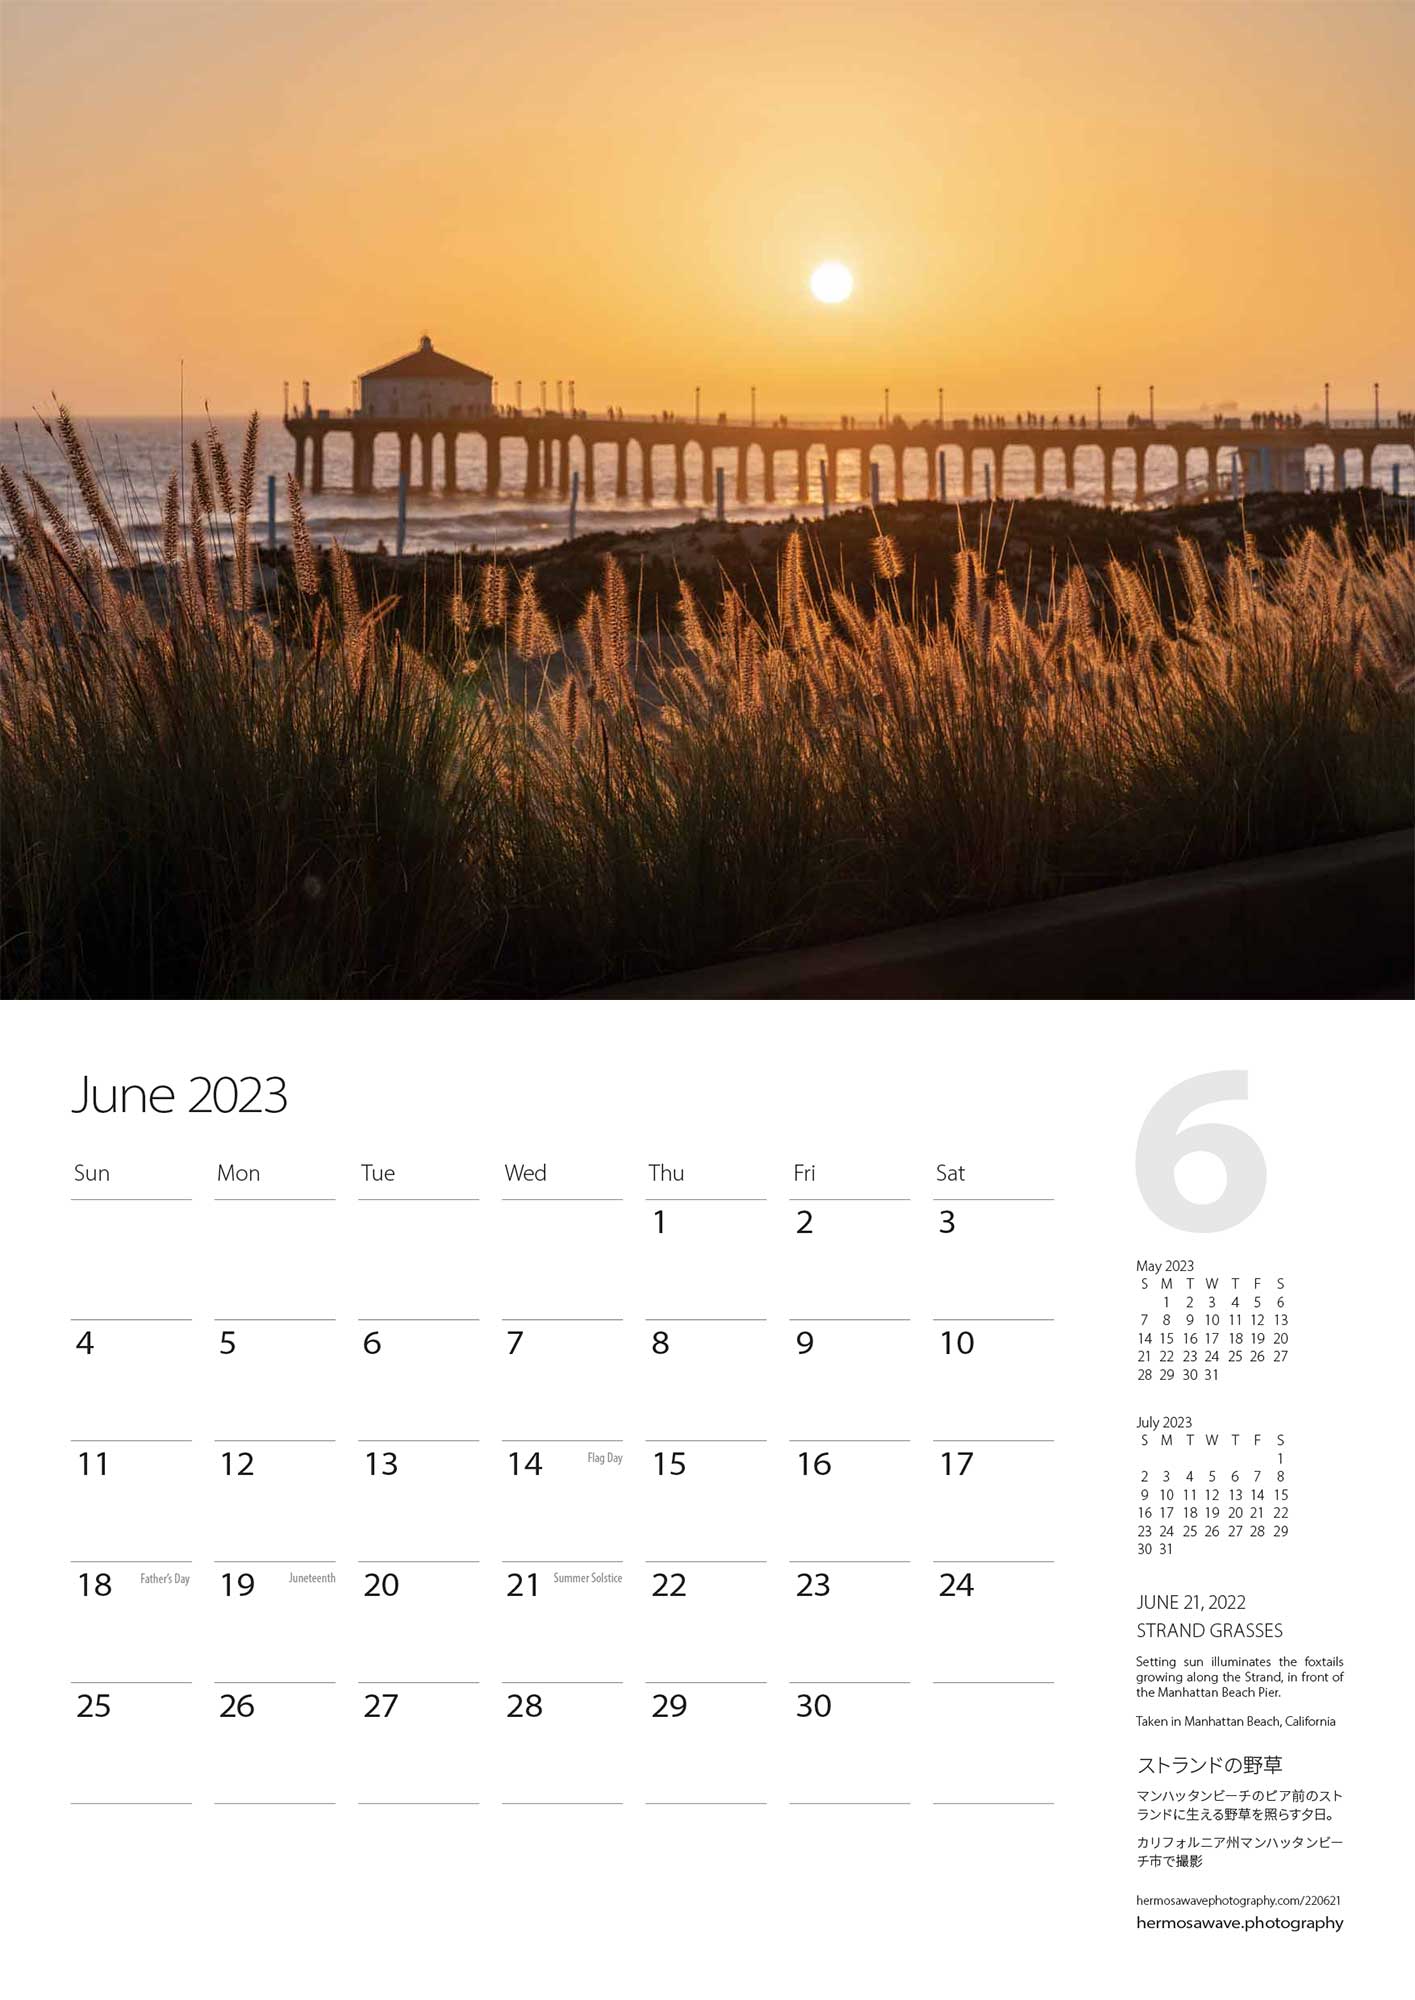 June 2023
6
Sun Mon Tue Wed Thu Fri Sat
1 2 3
4 5 6 7 8 9 10
11 12 13 14 Flag Day 15 16 17
18 Father's Day 19 Juneteenth 20 21 Summer Solstice 22 23 24
25 26 27 28 29 30
May 2023
S M T W T F S
1 2 3 4 5 6
7 8 9 10 11 12 13
14 15 16 17 18 19 20
21 22 23 24 25 26 27
28 29 30 31
July 2023
S M T W T F S
1
2 3 4 5 6 7 8
9 10 11 12 13 14 15
16 17 18 19 20 21 22
23 24 25 26 27 28 29
30 31
JUNE 21, 2022
STRAND GRASSES
Setting sun illuminates the foxtails
growing along the Strand, in front of
the Manhattan Beach Pier.
Taken in Manhattan Beach, California
ストランドの野草
マンハッタンビーチのピア前のスト
ランドに生える野草を照らす夕日。
カリフォルニア州マンハッタンビー
チ市で撮影
hermosawavephotography.com/220621
hermosawave.photography